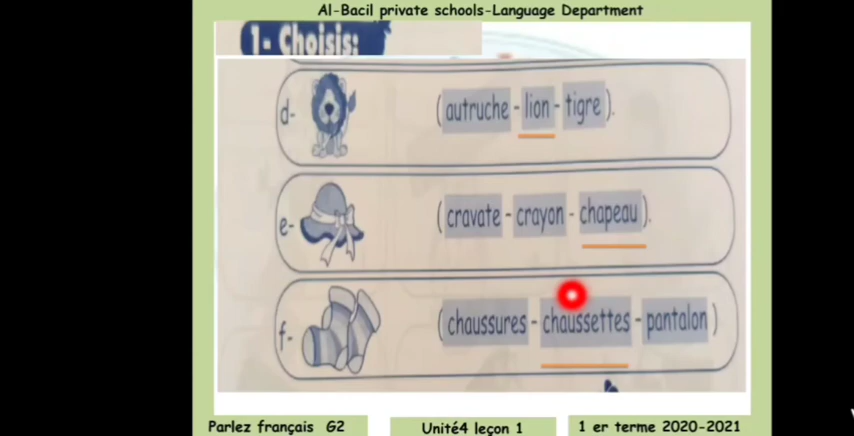 Al-Bacil private schools-Language Department
1- Choisis:
d- ( autruche - lion - tigre ).
e- ( cravate - crayon - chapeau ).
f- ( chaussures - chaussettes - pantalon )
Parlez français G2
Unité4 leçon 1
1 er terme 2020-2021